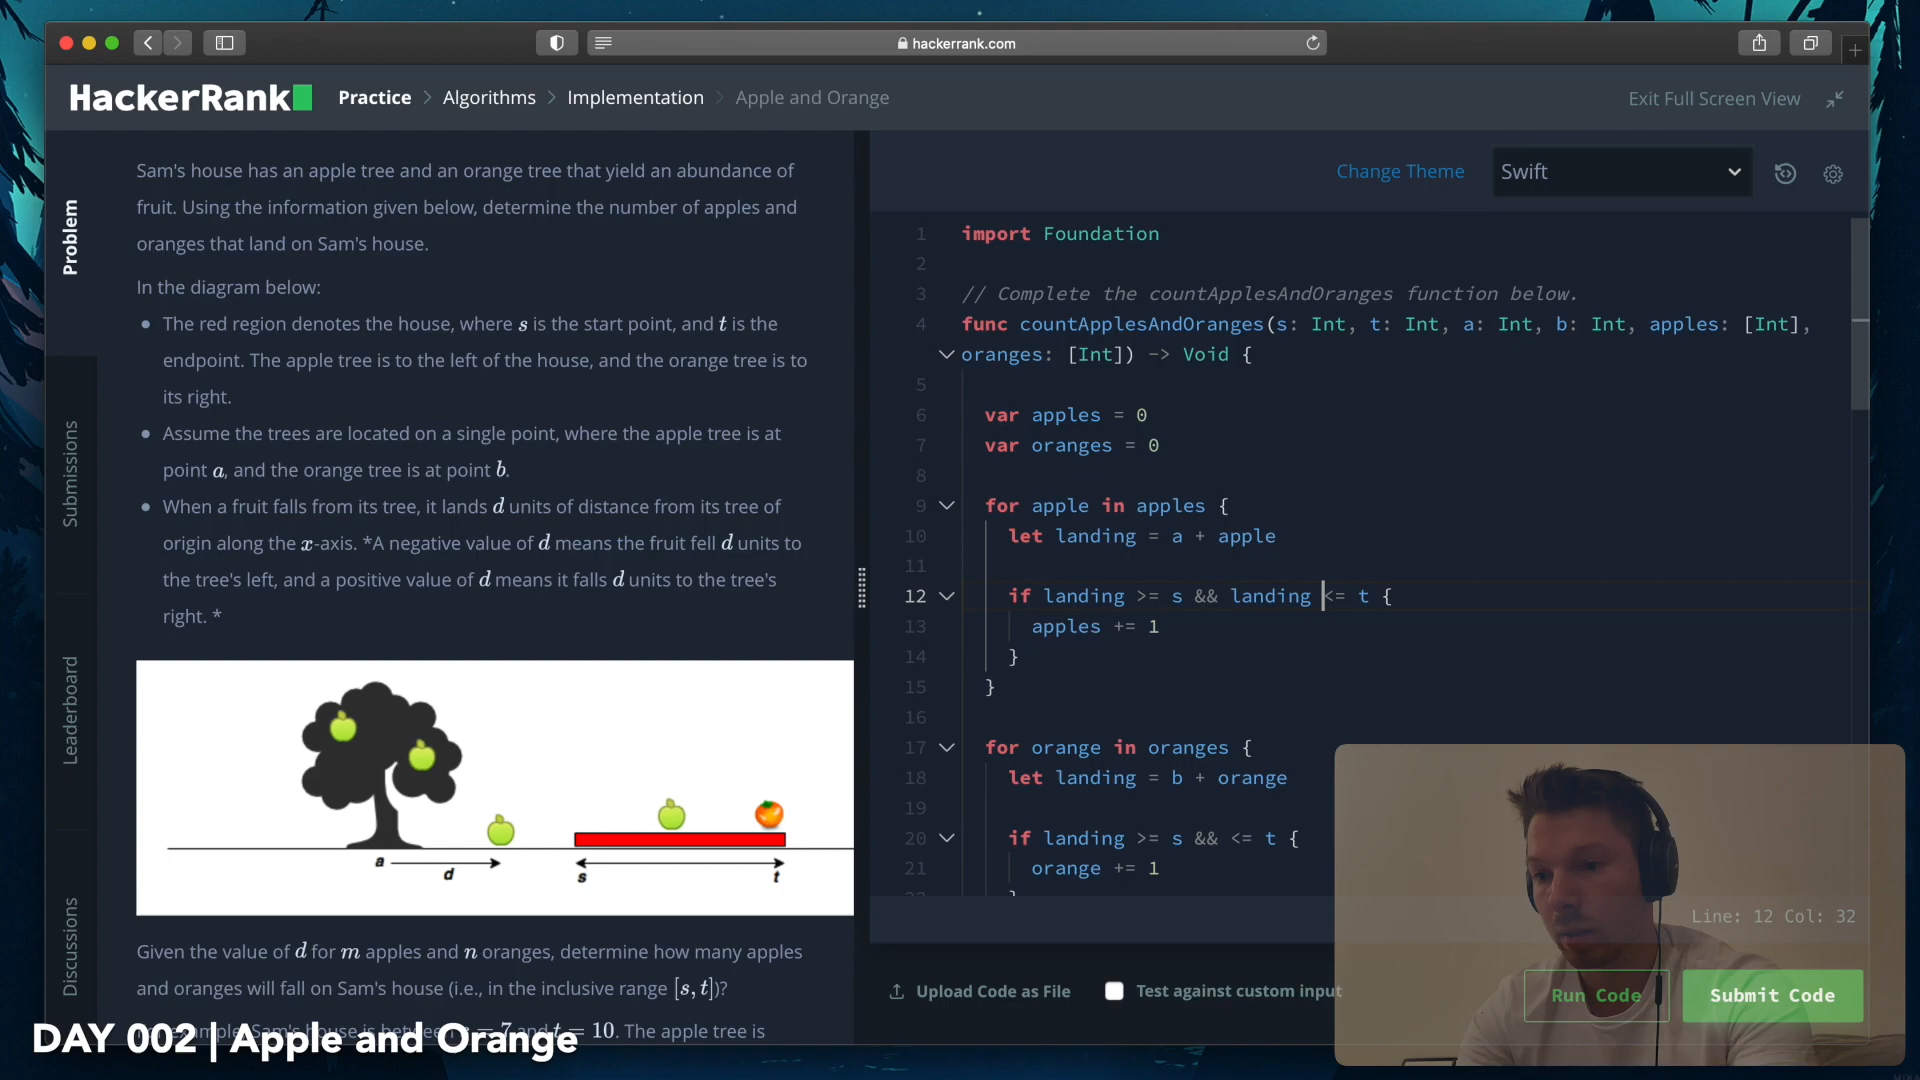 hackerrank.com
HackerRank
Practice > Algorithms > Implementation > Apple and Orange
Exit Full Screen View
Problem
Submissions
Leaderboard
Discussions
Sam's house has an apple tree and an orange tree that yield an abundance of
fruit. Using the information given below, determine the number of apples and
oranges that land on Sam's house.
In the diagram below:
• The red region denotes the house, where s is the start point, and t is the
endpoint. The apple tree is to the left of the house, and the orange tree is to
its right.
• Assume the trees are located on a single point, where the apple tree is at
point a, and the orange tree is at point b.
• When a fruit falls from its tree, it lands d units of distance from its tree of
origin along the x-axis. *A negative value of d means the fruit fell d units to
the tree's left, and a positive value of d means it falls d units to the tree's
right. *
a
d
s
t
Given the value of d for m apples and n oranges, determine how many apples
and oranges will fall on Sam's house (i.e., in the inclusive range [s, t])?
example, Sam's house is between s = 7 and t = 10. The apple tree is
Change Theme
Swift
1 import Foundation
2
3 // Complete the countApplesAndOranges function below.
4 func countApplesAndOranges(s: Int, t: Int, a: Int, b: Int, apples: [Int],
oranges: [Int]) -> Void {
5
6 var apples = 0
7 var oranges = 0
8
9 for apple in apples {
10 let landing = a + apple
11
12 if landing >= s && landing <= t {
13 apples += 1
14 }
15 }
16
17 for orange in oranges {
18 let landing = b + orange
19
20 if landing >= s && <= t {
21 orange += 1
Line: 12 Col: 32
Upload Code as File
Test against custom input
Run Code
Submit Code
DAY 002 | Apple and Orange